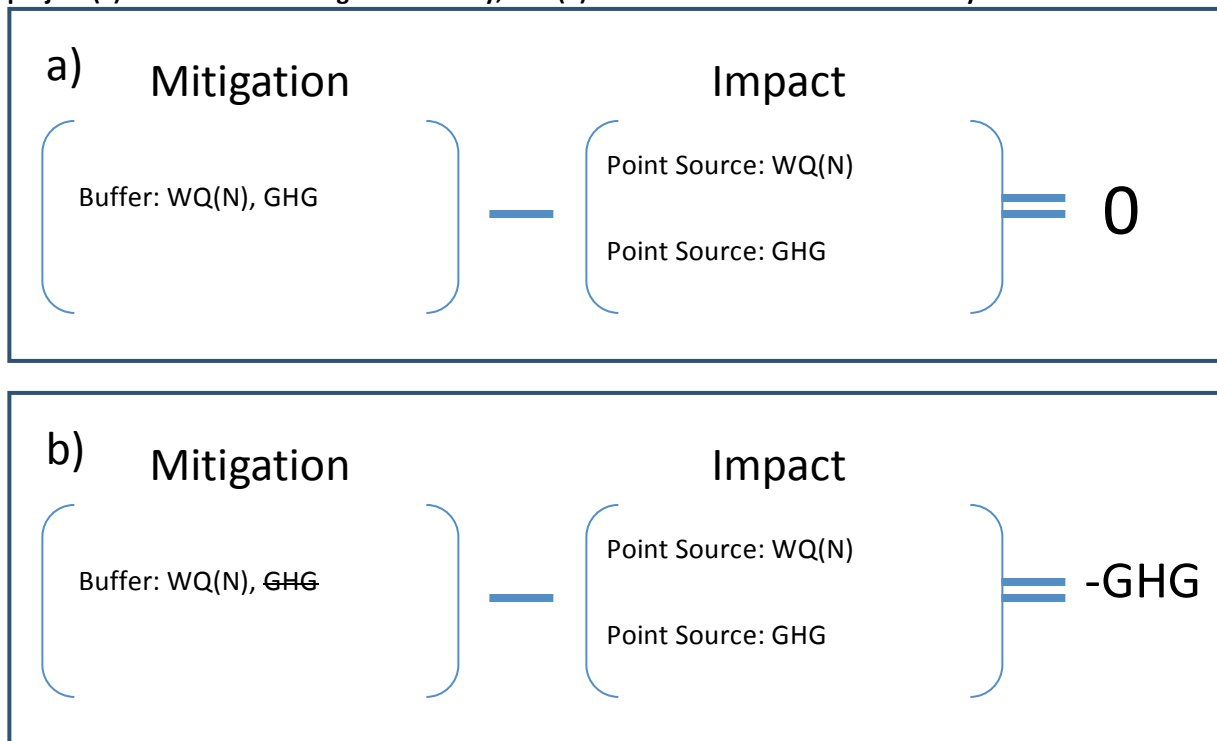 a)
Mitigation
Impact
Buffer: WQ(N), GHG
Point Source: WQ(N)
Point Source: GHG
— = 0
b)
Mitigation
Impact
Buffer: WQ(N), GHG
Point Source: WQ(N)
Point Source: GHG
— = -GHG